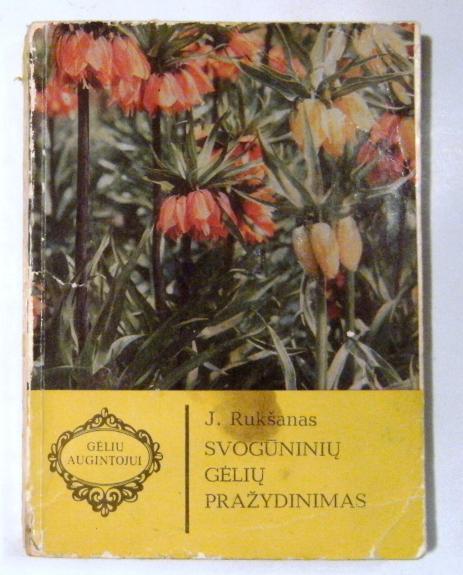 GĖLIŲ
AUGINTOJUI
J. Rukšanas
SVOGŪNINIŲ
GĖLIŲ
PRAŽYDINIMAS